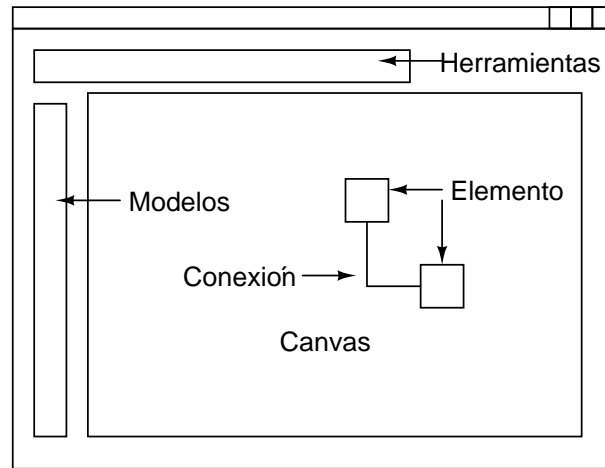 Herramientas
Elemento
Modelos
Conexión
Canvas